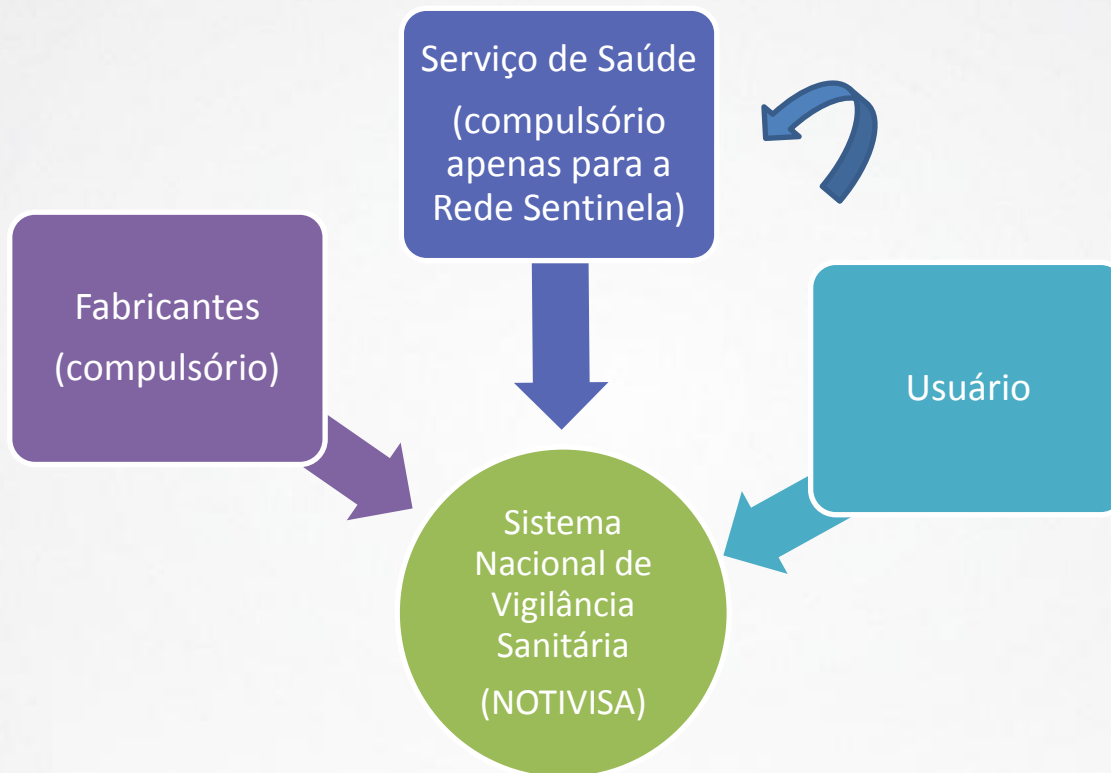 Serviço de Saúde
(compulsório
apenas para a
Rede Sentinela)
Fabricantes
(compulsório)
Usuário
Sistema
Nacional de
Vigilância
Sanitária
(NOTIVISA)